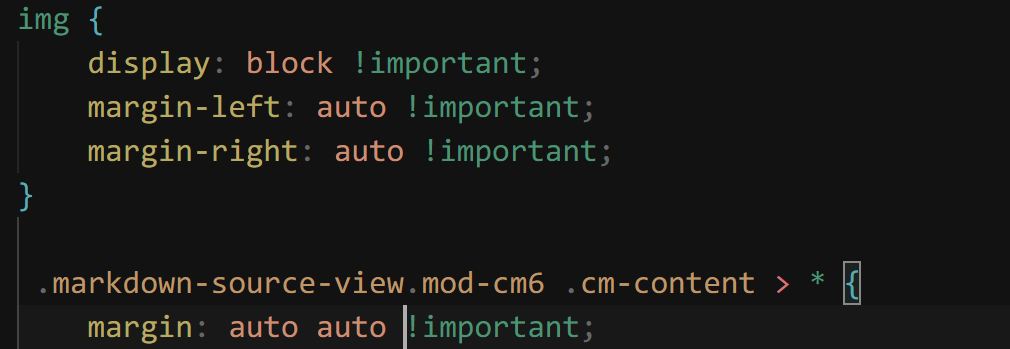 img {
display: block !important;
margin-left: auto !important;
margin-right: auto !important;
}
.markdown-source-view.mod-cm6 .cm-content > * {
margin: auto auto !important;